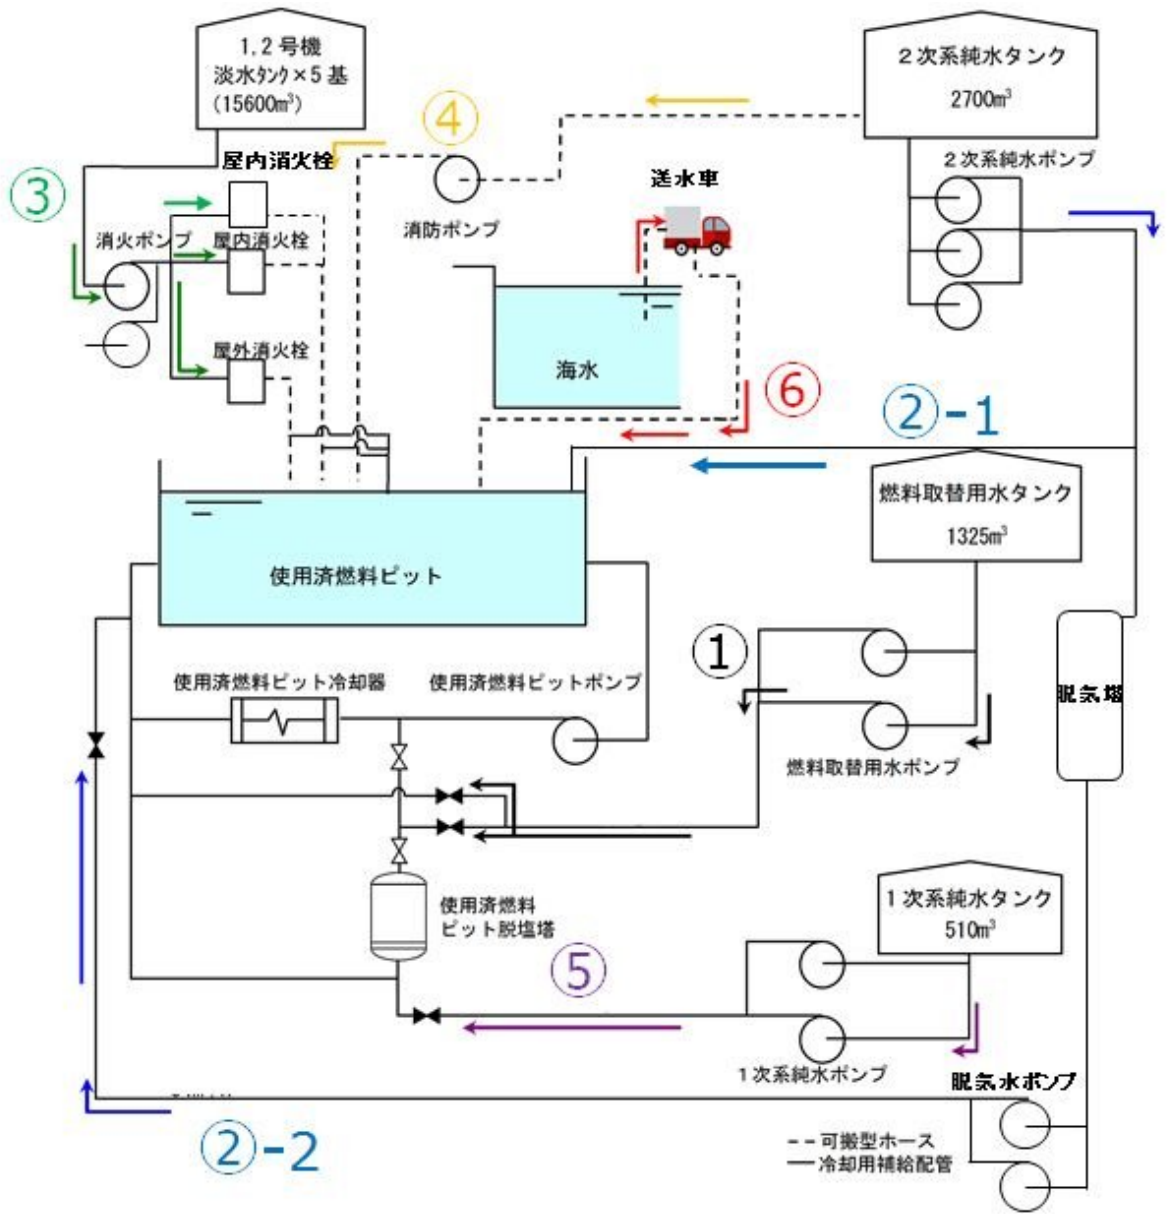 1,2号機
淡水ﾀﾝｸ×5基
(15600m³)
2次系純水タンク
2700m³
④
屋内消火栓
2次系純水ポンプ
送水車
③
消防ポンプ
消火ポンプ
屋内消火栓
屋外消火栓
海水
⑥
②-1
燃料取替用水タンク
1325m³
使用済燃料ピット
①
使用済燃料ピット冷却器
使用済燃料ピットポンプ
脱気塔
燃料取替用水ポンプ
1次系純水タンク
510m³
使用済燃料
ピット脱塩塔
⑤
1次系純水ポンプ
脱気水ポンプ
②-2
--可搬型ホース
—冷却用補給配管